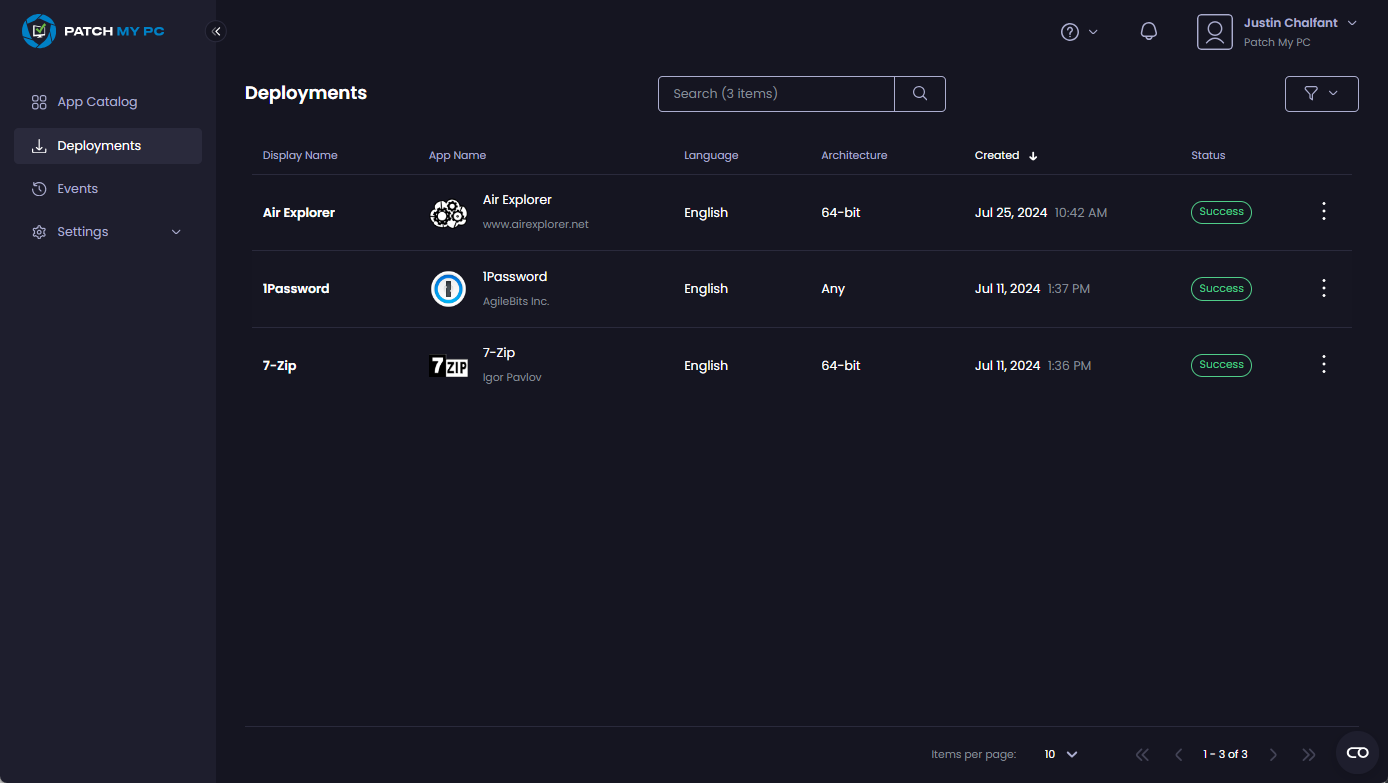 PATCH MY PC
Justin Chalfant
Patch My PC
App Catalog
Deployments
Events
Settings
Deployments
Search (3 items)
Display Name App Name Language Architecture Created Status
Air Explorer Air Explorer English 64-bit Jul 25, 2024 10:42 AM Success
www.airexplorer.net
1Password 1Password English Any Jul 11, 2024 1:37 PM Success
AgileBits Inc.
7-Zip 7 ZIP 7-Zip English 64-bit Jul 11, 2024 1:36 PM Success
Igor Pavlov
Items per page: 10 1 - 3 of 3